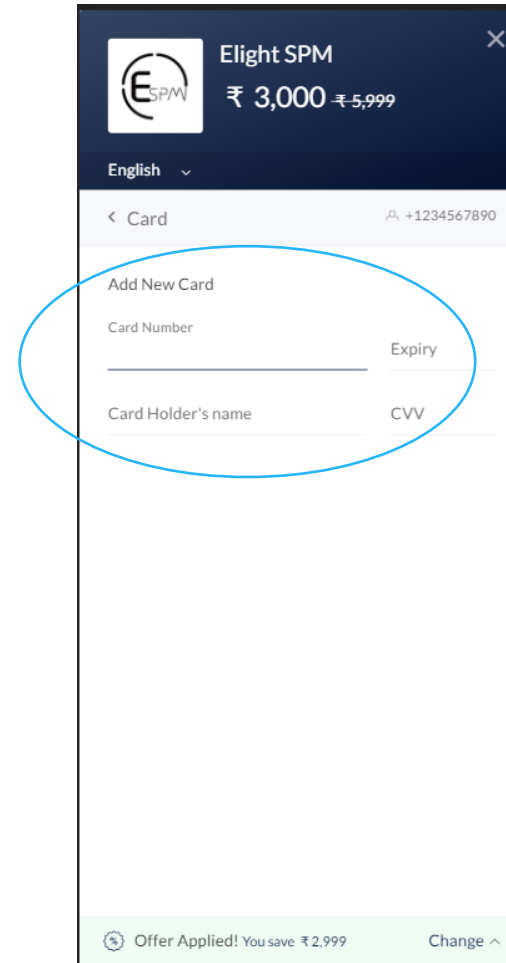 Elight SPM
ESPM
₹ 3,000 ₹ 5,999
English
Card +1234567890
Add New Card
Card Number
Expiry
Card Holder's name CVV
Offer Applied! You save ₹ 2,999 Change